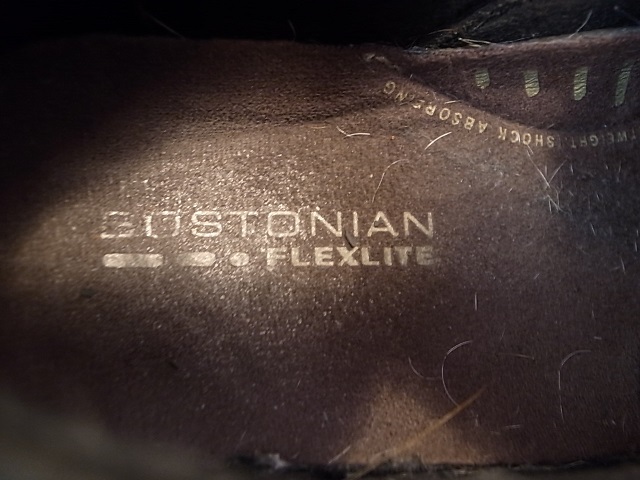 BOSTONIAN
FLEXLITE
WEIGHT. SHOCK ABSORBING